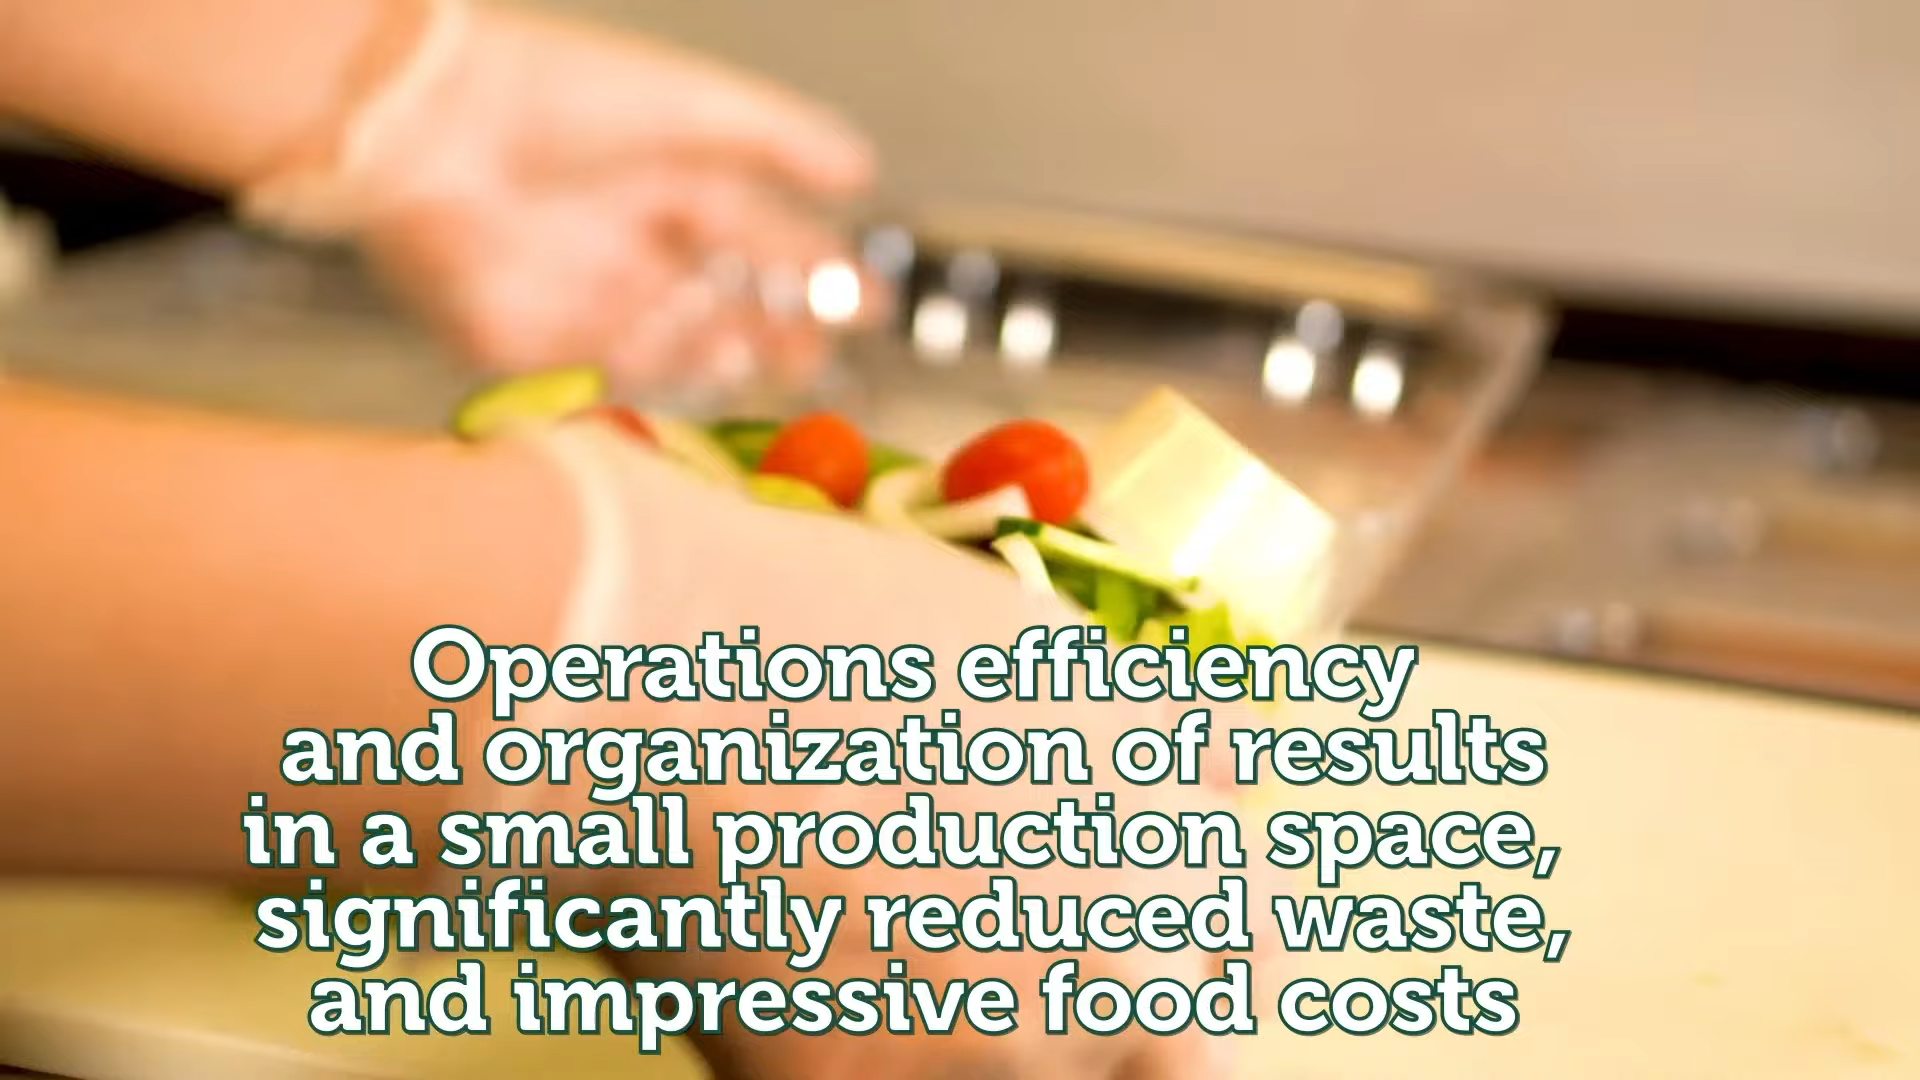 Operations efficiency
and organization of results
in a small production space,
significantly reduced waste,
and impressive food costs